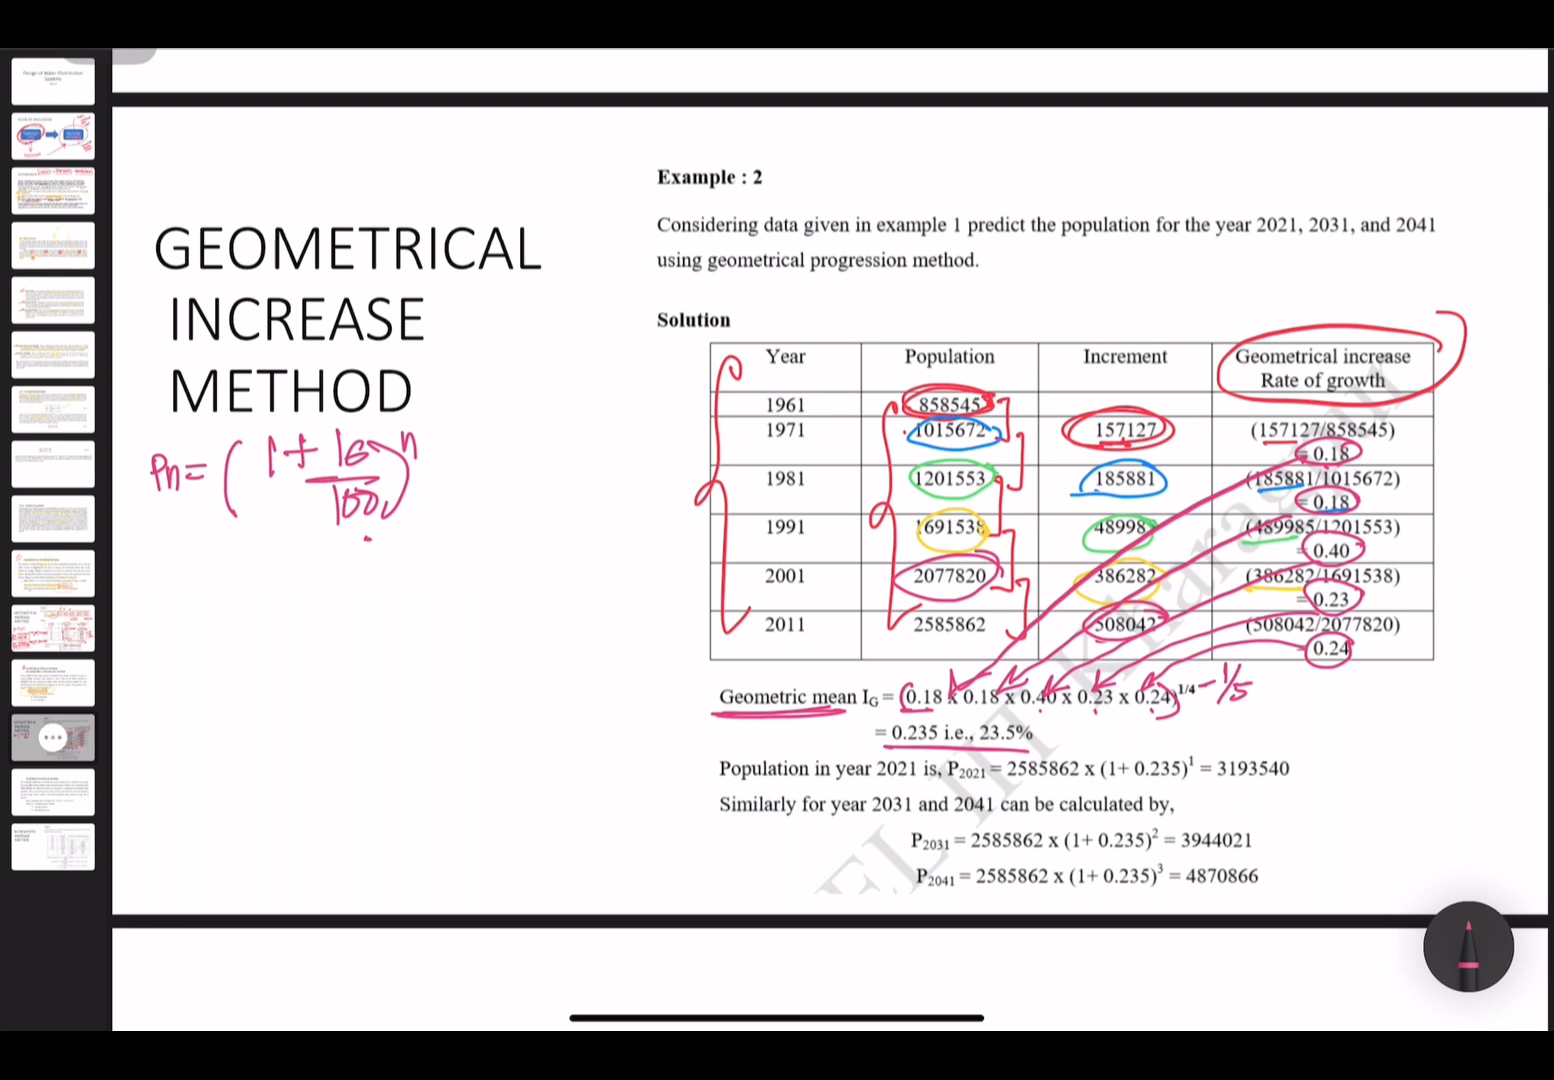 GEOMETRICAL
INCREASE
METHOD
Pn = ( 1 + IG / 100 )^n
Example : 2
Considering data given in example 1 predict the population for the year 2021, 2031, and 2041
using geometrical progression method.
Solution
Year Population Increment Geometrical increase
Rate of growth
1961 858545
1971 1015672 157127 (157127/858545)
= 0.18
1981 1201553 185881 (185881/1015672)
= 0.18
1991 1691538 489985 (489985/1201553)
= 0.40
2001 2077820 386282 (386282/1691538)
= 0.23
2011 2585862 508042 (508042/2077820)
= 0.24
Geometric mean IG = (0.18 x 0.18 x 0.40 x 0.23 x 0.24)^1/4 - 1/5
= 0.235 i.e., 23.5%
Population in year 2021 is, P2021 = 2585862 x (1+ 0.235)^1 = 3193540
Similarly for year 2031 and 2041 can be calculated by,
P2031 = 2585862 x (1+ 0.235)^2 = 3944021
P2041 = 2585862 x (1+ 0.235)^3 = 4870866